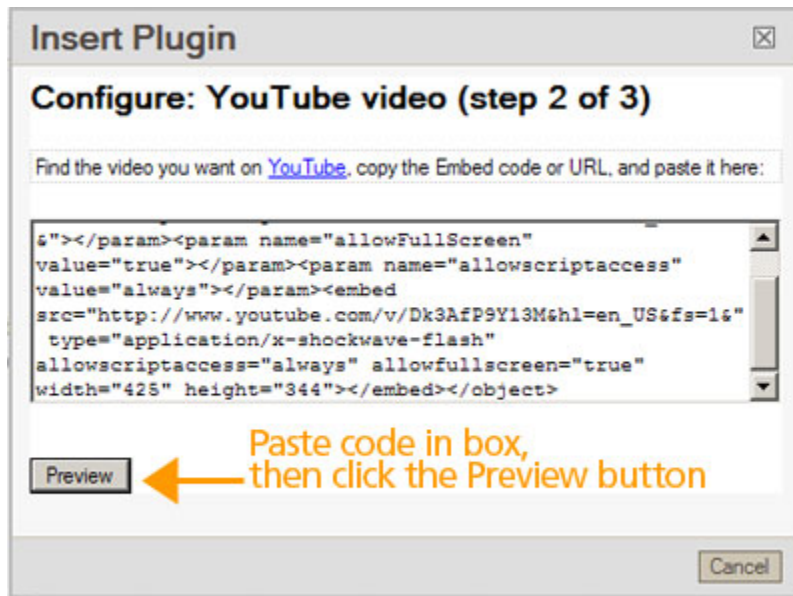 Insert Plugin
Configure: YouTube video (step 2 of 3)
Find the video you want on YouTube, copy the Embed code or URL, and paste it here:
&"></param><param name="allowFullScreen"
value="true"></param><param name="allowscriptaccess"
value="always"></param><embed
src="http://www.youtube.com/v/Dk3AfP9Y13M&hl=en_US&fs=1&"
type="application/x-shockwave-flash"
allowscriptaccess="always" allowfullscreen="true"
width="425" height="344"></embed></object>
Paste code in box,
then click the Preview button
Preview
Cancel